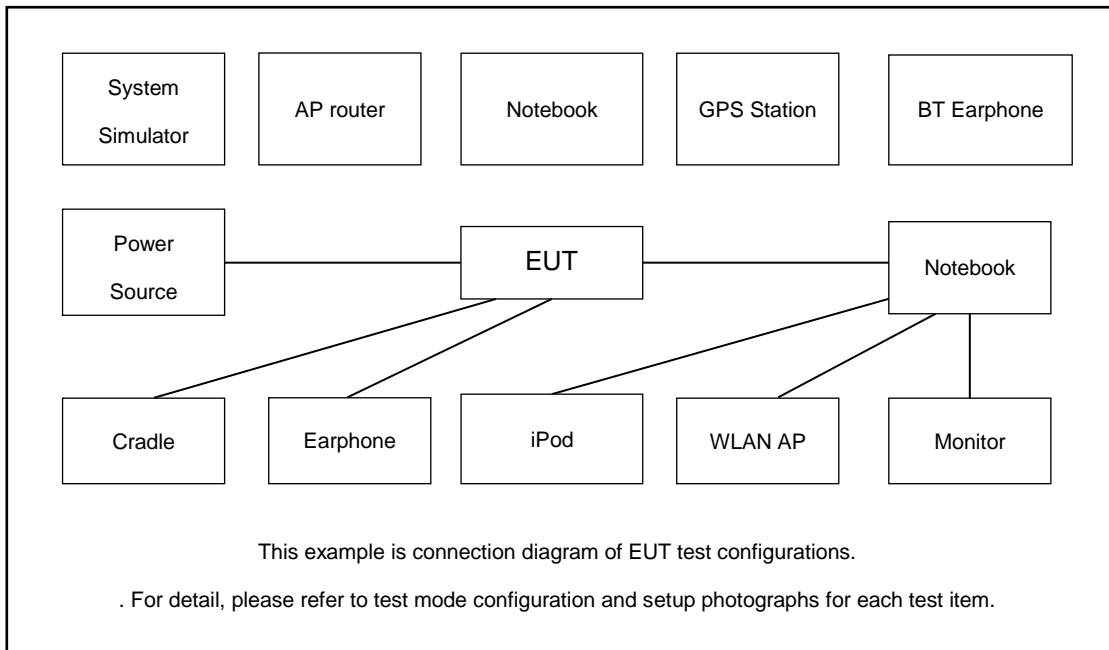 System
Simulator
AP router
Notebook
GPS Station
BT Earphone
Power
Source
EUT
Notebook
Cradle
Earphone
iPod
WLAN AP
Monitor
This example is connection diagram of EUT test configurations.
. For detail, please refer to test mode configuration and setup photographs for each test item.